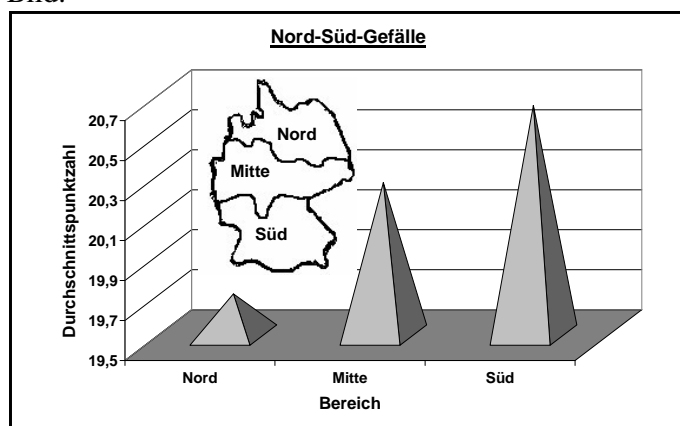 Bild.
Nord-Süd-Gefälle
Durchschnittspunktzahl
20,7
20,5
20,3
20,1
19,9
19,7
19,5
Nord
Mitte
Süd
Nord
Mitte
Süd
Bereich